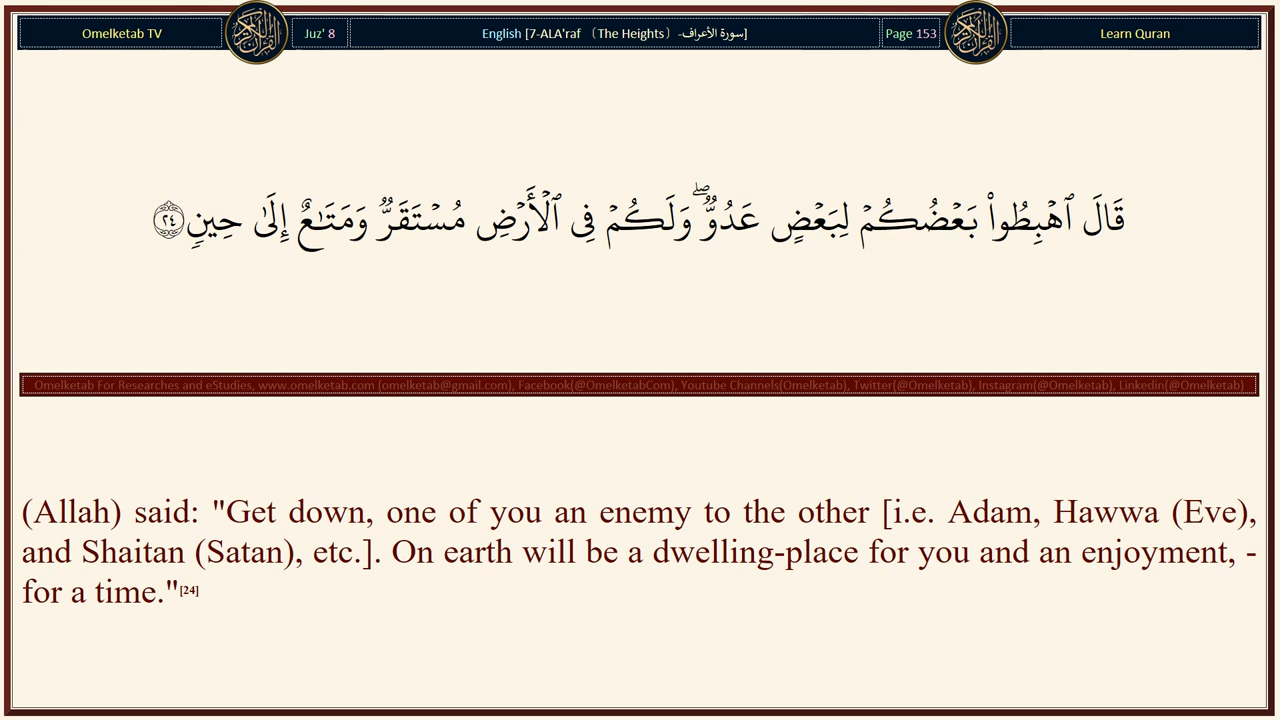 Omelketab TV
Juz' 8
English [7-ALA'raf 〔The Heights〕-سورة الأعراف]
Page 153
Learn Quran
قَالَ ٱهۡبِطُواْ بَعۡضُكُمۡ لِبَعۡضٍ عَدُوّٞۖ وَلَكُمۡ فِي ٱلۡأَرۡضِ مُسۡتَقَرّٞ وَمَتَٰعٌ إِلَىٰ حِينٖ ٢٤
Omelketab For Researches and eStudies, www.omelketab.com (omelketab@gmail.com), Facebook(@OmelketabCom), Youtube Channels(Omelketab), Twitter(@Omelketab), Instagram(@Omelketab), Linkedin(@Omelketab)
(Allah) said: "Get down, one of you an enemy to the other [i.e. Adam, Hawwa (Eve),
and Shaitan (Satan), etc.]. On earth will be a dwelling-place for you and an enjoyment, -
for a time."[24]